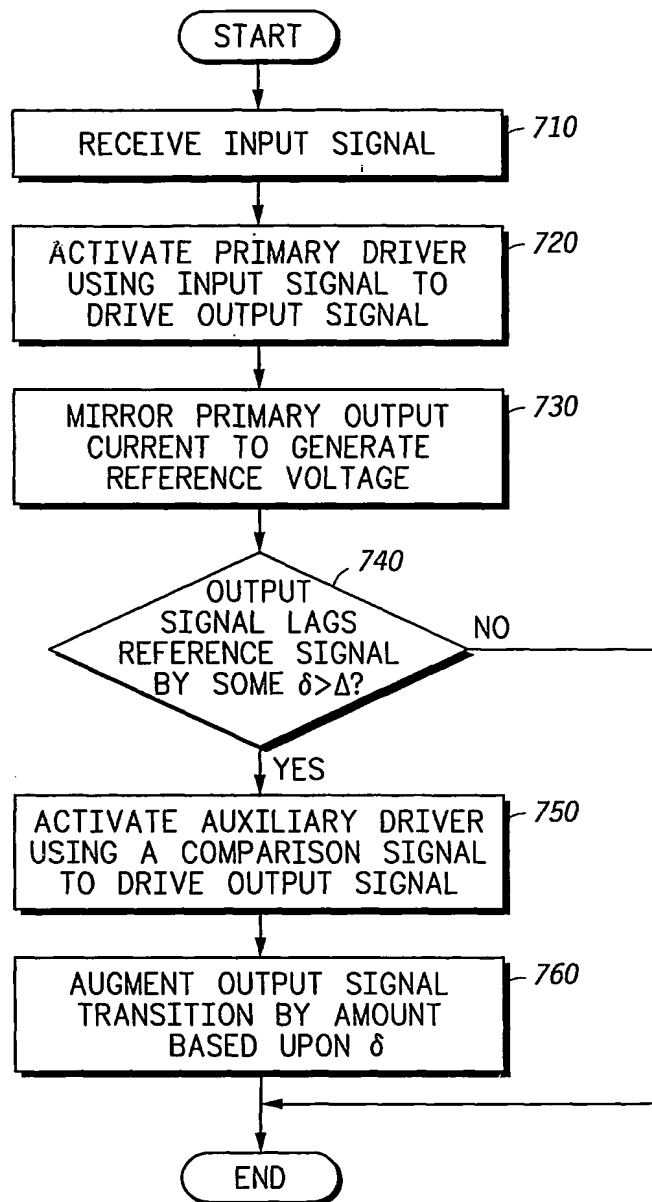 START
RECEIVE INPUT SIGNAL
710
ACTIVATE PRIMARY DRIVER
USING INPUT SIGNAL TO
DRIVE OUTPUT SIGNAL
720
MIRROR PRIMARY OUTPUT
CURRENT TO GENERATE
REFERENCE VOLTAGE
730
740
OUTPUT
SIGNAL LAGS
REFERENCE SIGNAL
BY SOME δ>Δ?
NO
YES
ACTIVATE AUXILIARY DRIVER
USING A COMPARISON SIGNAL
TO DRIVE OUTPUT SIGNAL
750
AUGMENT OUTPUT SIGNAL
TRANSITION BY AMOUNT
BASED UPON δ
760
END